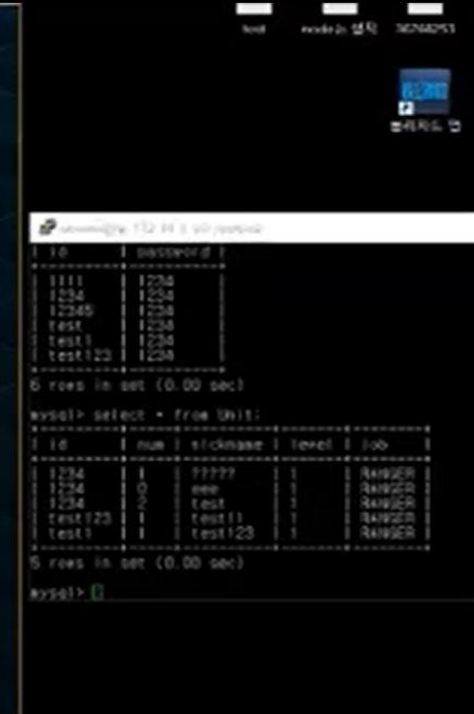 test
node.js 설치
블리자드 앱
| id | password |
| 1111 | 1234 |
| 1234 | 1234 |
| 12345 | 1234 |
| test | 1234 |
| test1 | 1234 |
| test123 | 1234 |
6 rows in set (0.00 sec)
mysql> select * from Unit;
| id | num | nickname | level | job |
| 1234 | 1 | ????? | 1 | RANGER |
| 1234 | 0 | eee | 1 | RANGER |
| 1234 | 2 | test | 1 | RANGER |
| test123 | 1 | test11 | 1 | RANGER |
| test1 | 1 | test123 | 1 | RANGER |
5 rows in set (0.00 sec)
mysql>